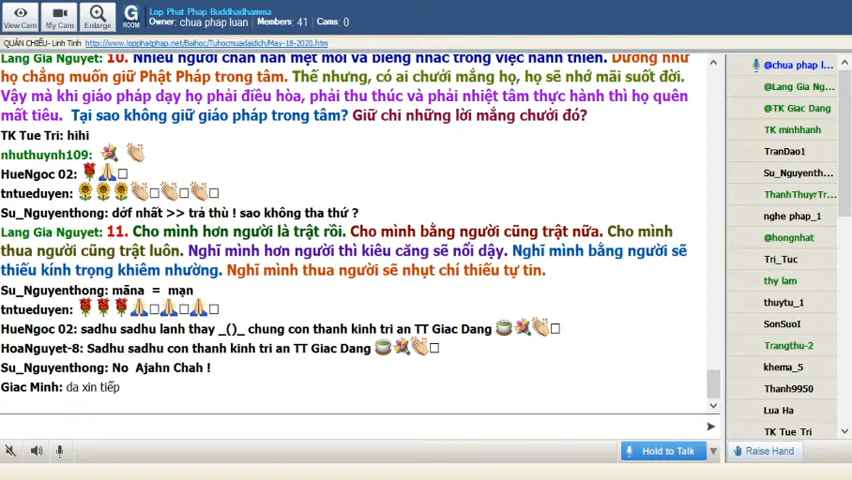 View Cam
My Cam
Enlarge
G
ROOM
Lop Phat Phap Buddhadhamma
Owner: chua phap luan Members: 41 Cams: 0
QUÁN CHIẾU- Linh Tinh http://www.lopphatphap.net/Baihoc/Tuhocmuadaidich/May-18-2020.htm
Lang Gia Nguyet: 10. Nhiều người chán nản mệt mỏi và biếng nhác trong việc hành thiền. Dường như
họ chẳng muốn giữ Phật Pháp trong tâm. Thế nhưng, có ai chưởi mắng họ, họ sẽ nhớ mãi suốt đời.
Vậy mà khi giáo pháp dạy họ phải điều hòa, phải thu thúc và phải nhiệt tâm thực hành thì họ quên
mất tiêu. Tại sao không giữ giáo pháp trong tâm? Giữ chi những lời mắng chưởi đó?
TK Tue Tri: hihi
nhuthuynh109:
HueNgoc 02:
tntueduyen:
Su_Nguyenthong: dởf nhất >> trả thù ! sao không tha thứ ?
Lang Gia Nguyet: 11. Cho mình hơn người là trật rồi. Cho mình bằng người cũng trật nữa. Cho mình
thua người cũng trật luôn. Nghĩ mình hơn người thì kiêu căng sẽ nổi dậy. Nghĩ mình bằng người sẽ
thiếu kính trọng khiêm nhường. Nghĩ mình thua người sẽ nhụt chí thiếu tự tin.
Su_Nguyenthong: māna = mạn
tntueduyen:
HueNgoc 02: sadhu sadhu lanh thay _()_ chung con thanh kinh tri an TT Giac Dang
HoaNguyet-8: Sadhu sadhu con thanh kinh tri an TT Giac Dang
Su_Nguyenthong: No Ajahn Chah !
Giac Minh: da xin tiếp
Hold to Talk
Raise Hand
@chua phap l...
@Lang Gia Ng...
@TK Giac Dang
TK minhhanh
TranDao1
Su_Nguyenth...
ThanhThuyrTr...
nghe phap_1
@hongnhat
Tri_Tuc
thy lam
thuytu_1
SonSuoI
Trangthu-2
khema_5
Thanh9950
Lua Ha
TK Tue Tri